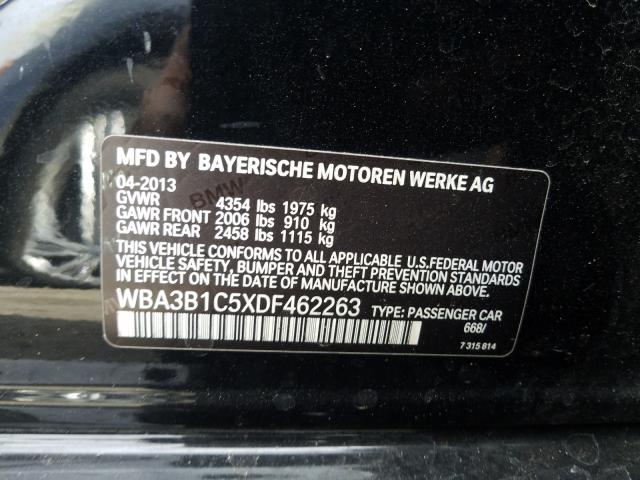 MFD BY BAYERISCHE MOTOREN WERKE AG
04-2013
BMW
GVWR 4354 lbs 1975 kg
GAWR FRONT 2006 lbs 910 kg
GAWR REAR 2458 lbs 1115 kg
THIS VEHICLE CONFORMS TO ALL APPLICABLE U.S.FEDERAL MOTOR
VEHICLE SAFETY, BUMPER, AND THEFT PREVENTION STANDARDS
IN EFFECT ON THE DATE OF MANUFACTURE SHOWN ABOVE.
WBA3B1C5XDF462263 TYPE: PASSENGER CAR
668/
7 315 814